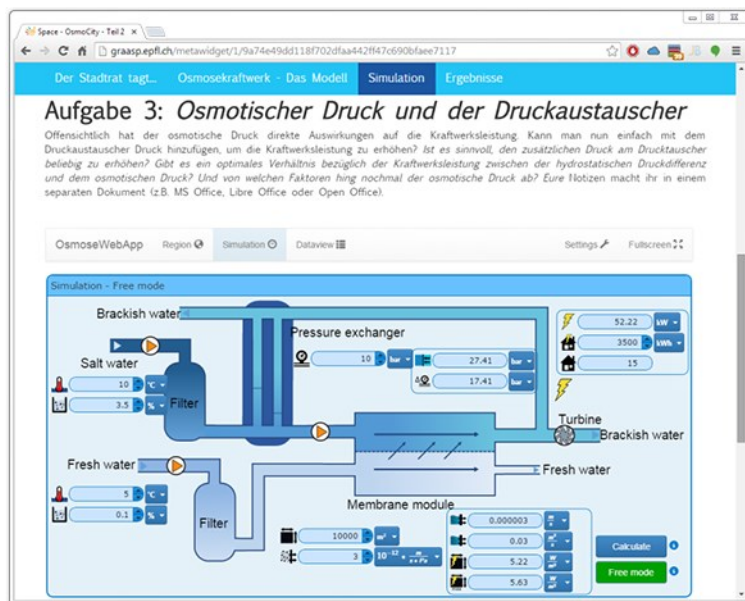 Space - OsmoCity - Teil 2
graasp.epfl.ch/metawidget/1/9a74e49dd118f702dfaa442ff47c690bfaee7117
Der Stadtrat tagt... Osmosekraftwerk - Das Modell Simulation Ergebnisse
Aufgabe 3: Osmotischer Druck und der Druckaustauscher
Offensichtlich hat der osmotische Druck direkte Auswirkungen auf die Kraftwerksleistung. Kann man nun einfach mit dem
Druckaustauscher Druck hinzufügen, um die Kraftwerksleistung zu erhöhen? Ist es sinnvoll, den zusätzlichen Druck am Drucktauscher
beliebig zu erhöhen? Gibt es ein optimales Verhältnis bezüglich der Kraftwerksleistung zwischen der hydrostatischen Druckdifferenz
und dem osmotischen Druck? Und von welchen Faktoren hing nochmal der osmotische Druck ab? Eure Notizen macht ihr in einem
separaten Dokument (z.B. MS Office, Libre Office oder Open Office).
OsmoseWebApp Region Simulation Dataview Settings Fullscreen
Simulation - Free mode
Brackish water
Pressure exchanger
Salt water
10 °C
3.5 %
Filter
10 bar
27.41 bar
17.41 bar
52.22 kW
3500 kWh
15
Turbine
Brackish water
Fresh water
5 °C
0.1 %
Filter
Fresh water
Membrane module
10000 m²
3 10⁻¹² * m / s * Pa
0.000003 m/s
0.03 m³/s
5.22 W/m²
5.63 W/m²
Calculate
Free mode